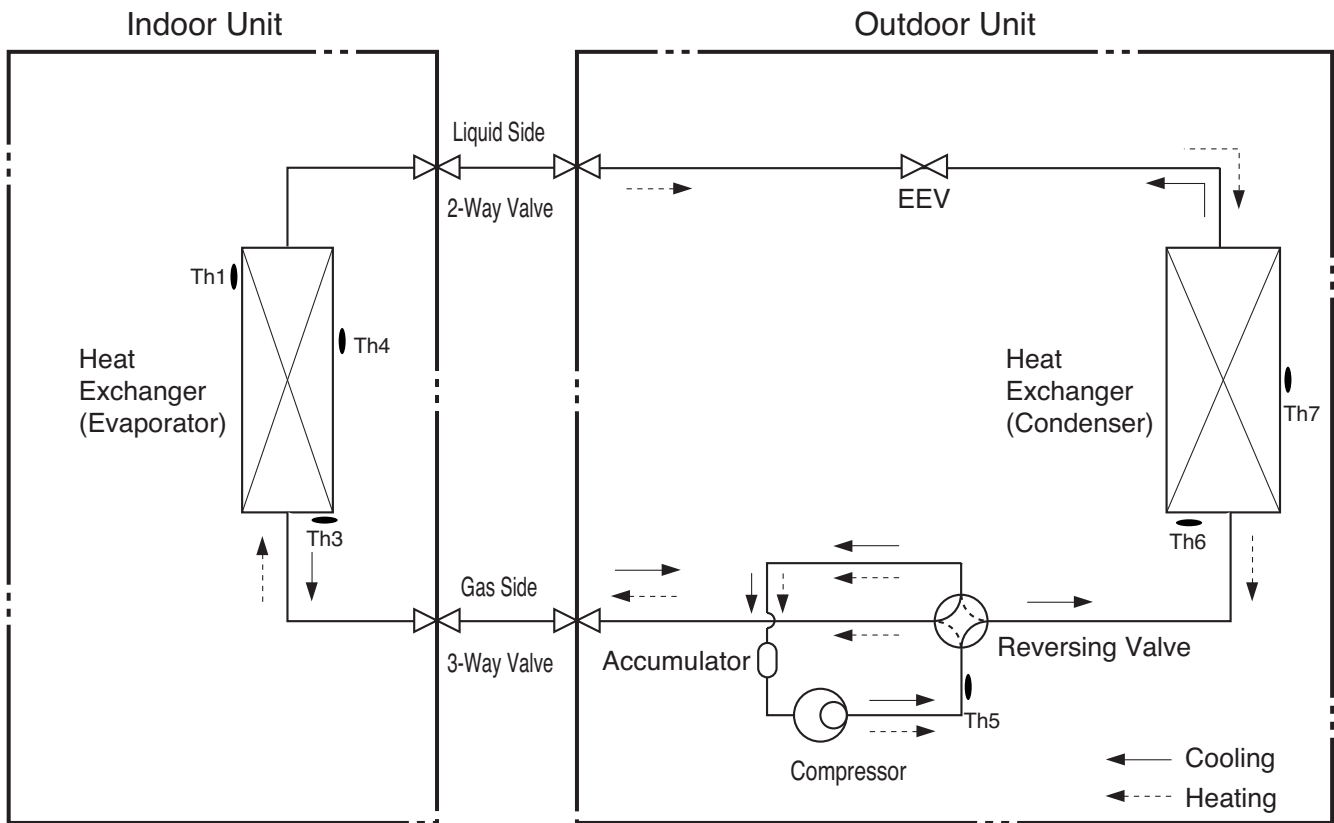 Indoor Unit
Outdoor Unit
Liquid Side
2-Way Valve
EEV
Th1
Th4
Heat
Exchanger
(Evaporator)
Heat
Exchanger
(Condenser)
Th7
Th3
Th6
Gas Side
3-Way Valve
Accumulator
Reversing Valve
Th5
Compressor
Cooling
Heating